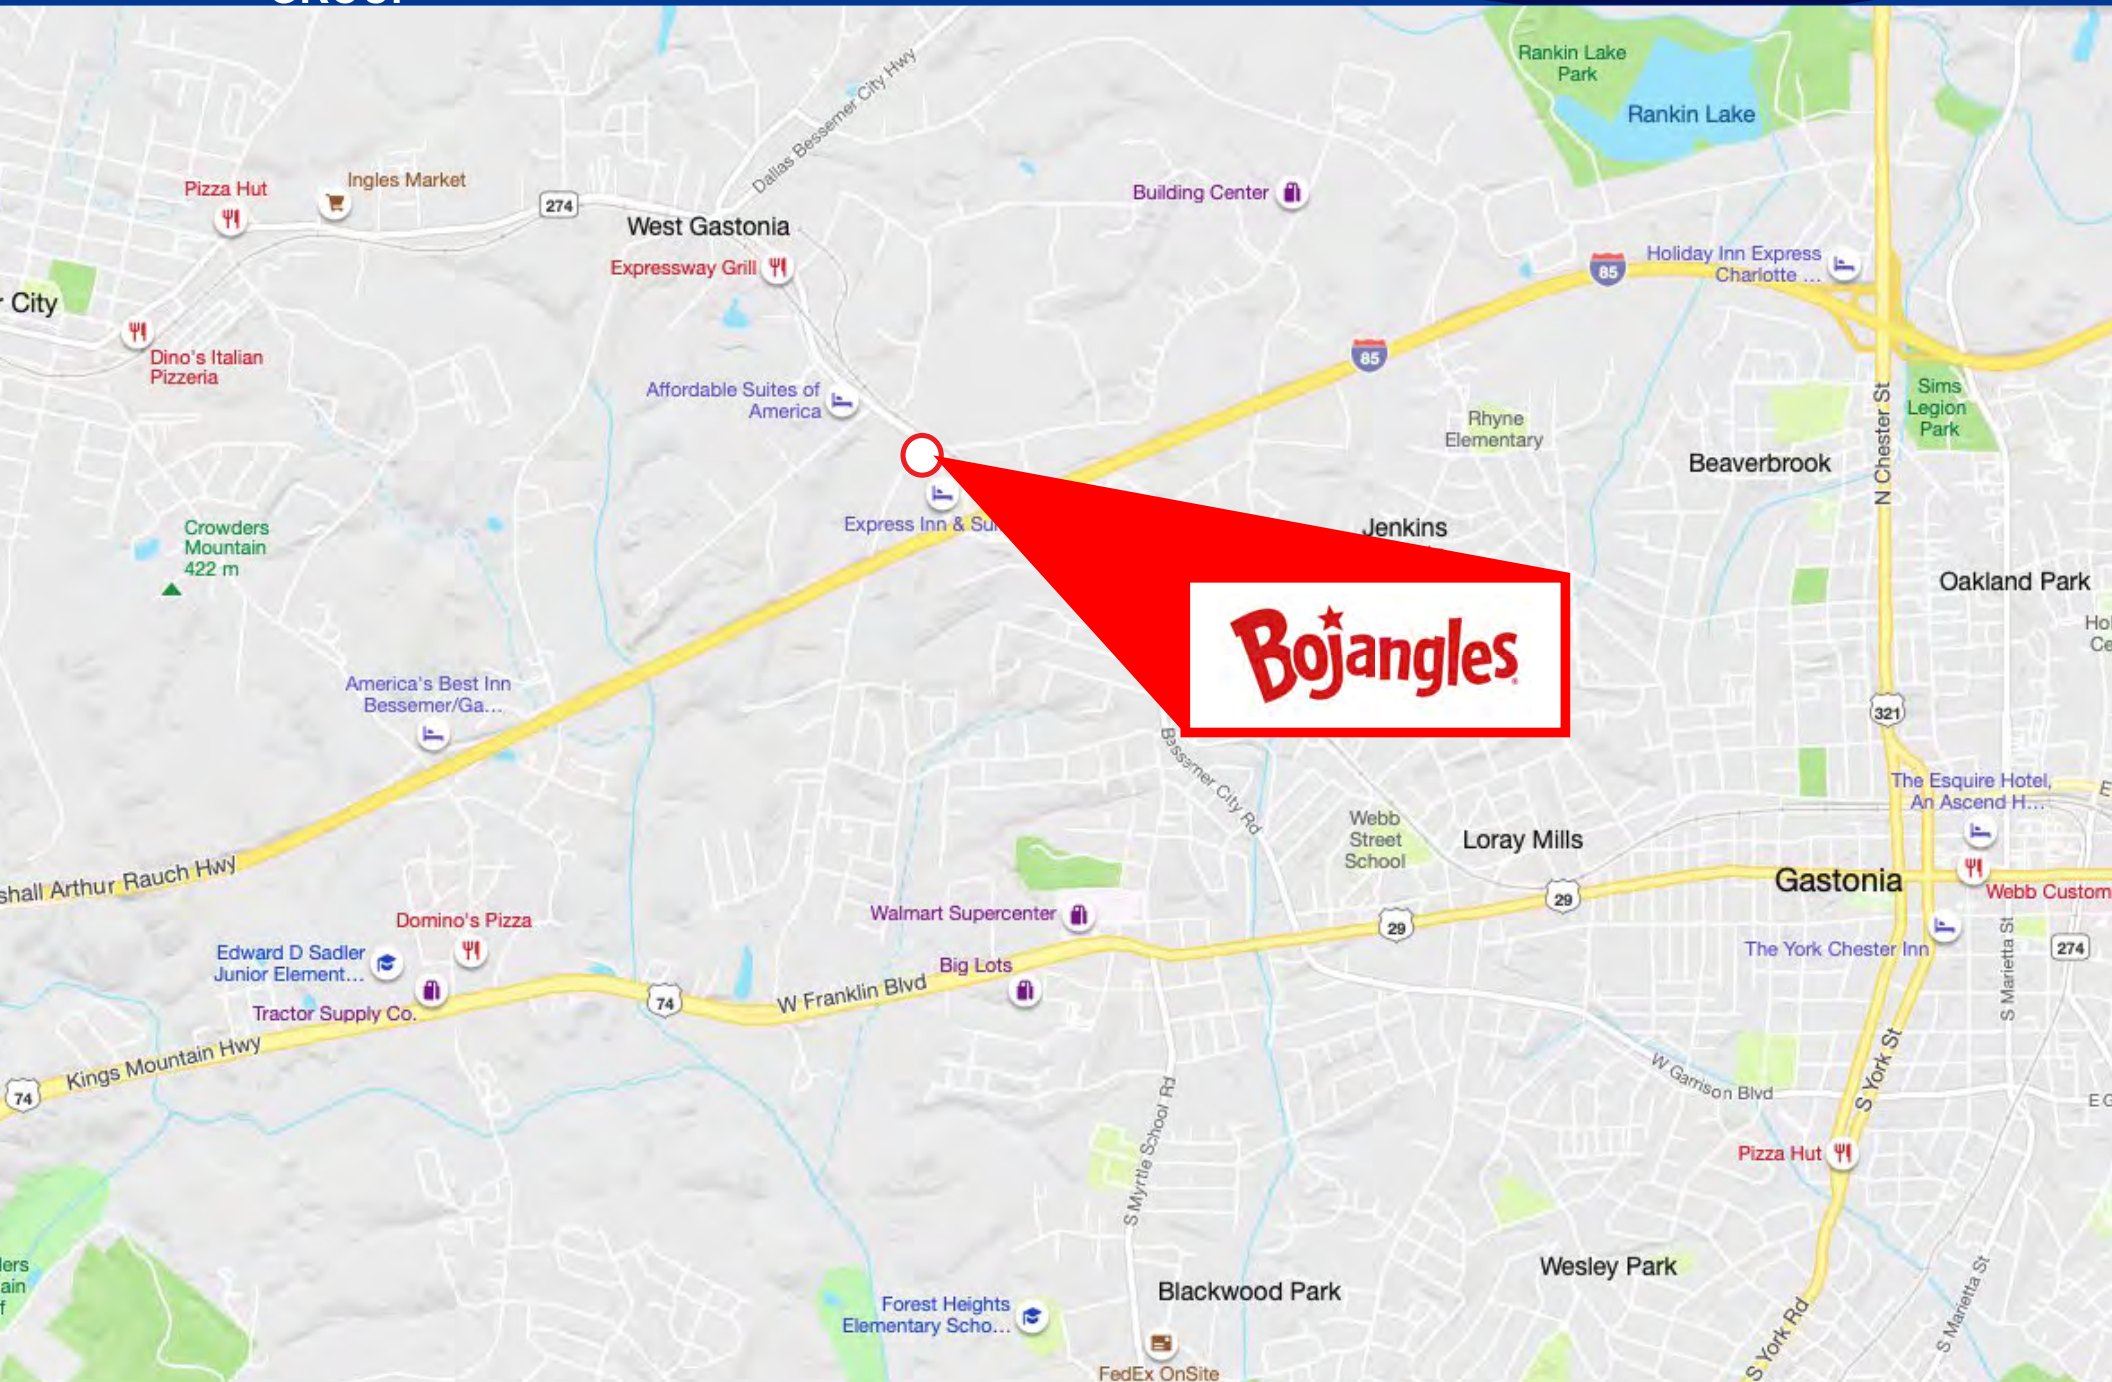 Rankin Lake
Park
Rankin Lake
Dallas Bessemer City Hwy
Pizza Hut
Ingles Market
274
West Gastonia
Building Center
Expressway Grill
85
Holiday Inn Express
Charlotte ...
City
Dino's Italian
Pizzeria
85
Affordable Suites of
America
Sims
Legion
Park
N Chester St
Rhyne
Elementary
Beaverbrook
Express Inn &
Jenkins
Crowders
Mountain
422 m
Oakland Park
Bojangles
America's Best Inn
Bessemer/Ga...
321
Bessemer City Rd
The Esquire Hotel,
An Ascend H...
Webb
Street
School
Loray Mills
Arthur Rauch Hwy
Gastonia
Webb Custom
29
29
Walmart Supercenter
Domino's Pizza
Edward D Sadler
Junior Element...
Big Lots
The York Chester Inn
274
S Marietta St
Tractor Supply Co.
74
W Franklin Blvd
Kings Mountain Hwy
74
W Garrison Blvd
S York St
S Myrtle School Rd
Pizza Hut
Wesley Park
Blackwood Park
Forest Heights
Elementary Scho...
S York Rd
S Marietta St
FedEx OnSite